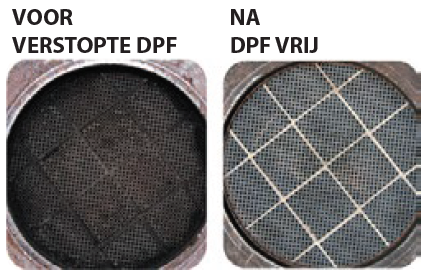 VOOR
VERSTOPTE DPF
NA
DPF VRIJ